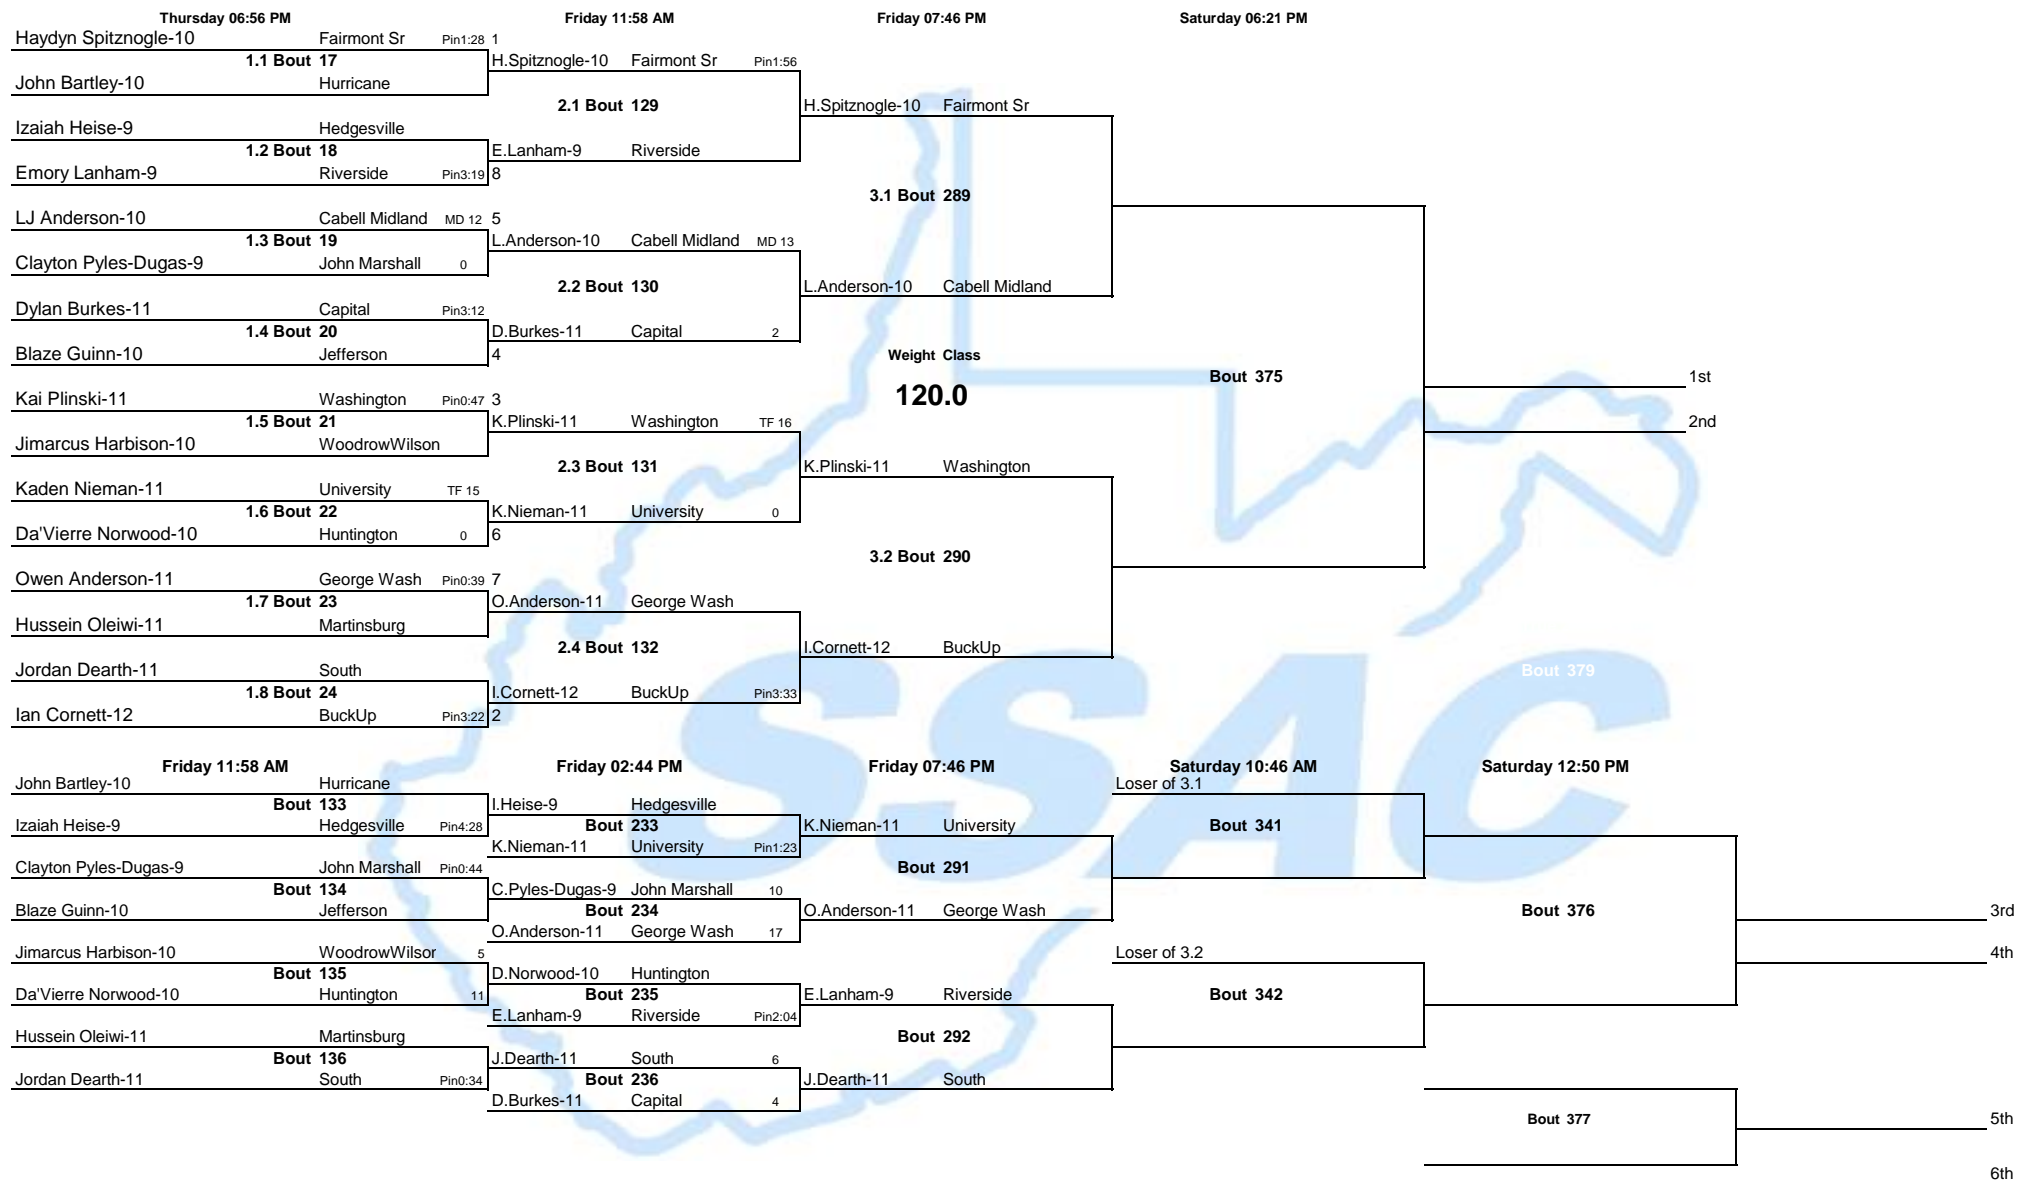 Thursday 06:56 PM Friday 11:58 AM Friday 07:46 PM Saturday 06:21 PM
Haydyn Spitznogle-10 Fairmont Sr Pin1:28 1
1.1 Bout 17 H.Spitznogle-10 Fairmont Sr Pin1:56
John Bartley-10 Hurricane
2.1 Bout 129 H.Spitznogle-10 Fairmont Sr
Izaiah Heise-9 Hedgesville
1.2 Bout 18 E.Lanham-9 Riverside
Emory Lanham-9 Riverside Pin3:19 8
3.1 Bout 289
LJ Anderson-10 Cabell Midland MD 12 5
1.3 Bout 19 L.Anderson-10 Cabell Midland MD 13
Clayton Pyles-Dugas-9 John Marshall 0
2.2 Bout 130 L.Anderson-10 Cabell Midland
Dylan Burkes-11 Capital Pin3:12
1.4 Bout 20 D.Burkes-11 Capital 2
Blaze Guinn-10 Jefferson 4 Weight Class
Bout 375 1st
Kai Plinski-11 Washington Pin0:47 3 120.0
1.5 Bout 21 K.Plinski-11 Washington TF 16 2nd
Jimarcus Harbison-10 WoodrowWilson
2.3 Bout 131 K.Plinski-11 Washington
Kaden Nieman-11 University TF 15
1.6 Bout 22 K.Nieman-11 University 0
Da'Vierre Norwood-10 Huntington 0 6
3.2 Bout 290
Owen Anderson-11 George Wash Pin0:39 7
1.7 Bout 23 O.Anderson-11 George Wash
Hussein Oleiwi-11 Martinsburg
2.4 Bout 132 I.Cornett-12 BuckUp
Jordan Dearth-11 South Bout 379
1.8 Bout 24 I.Cornett-12 BuckUp Pin3:33
Ian Cornett-12 BuckUp Pin3:22 2
SSAC
Friday 11:58 AM Friday 02:44 PM Friday 07:46 PM Saturday 10:46 AM Saturday 12:50 PM
John Bartley-10 Hurricane Loser of 3.1
Bout 133 I.Heise-9 Hedgesville
Izaiah Heise-9 Hedgesville Pin4:28 Bout 233 K.Nieman-11 University Bout 341
K.Nieman-11 University Pin1:23
Clayton Pyles-Dugas-9 John Marshall Pin0:44 Bout 291
Bout 134 C.Pyles-Dugas-9 John Marshall 10
Blaze Guinn-10 Jefferson Bout 234 O.Anderson-11 George Wash Bout 376 3rd
O.Anderson-11 George Wash 17
Jimarcus Harbison-10 WoodrowWilsor 5 Loser of 3.2 4th
Bout 135 D.Norwood-10 Huntington
Da'Vierre Norwood-10 Huntington 11 Bout 235 E.Lanham-9 Riverside Bout 342
E.Lanham-9 Riverside Pin2:04
Hussein Oleiwi-11 Martinsburg Bout 292
Bout 136 J.Dearth-11 South 6
Jordan Dearth-11 South Pin0:34 Bout 236 J.Dearth-11 South
D.Burkes-11 Capital 4
Bout 377 5th
6th